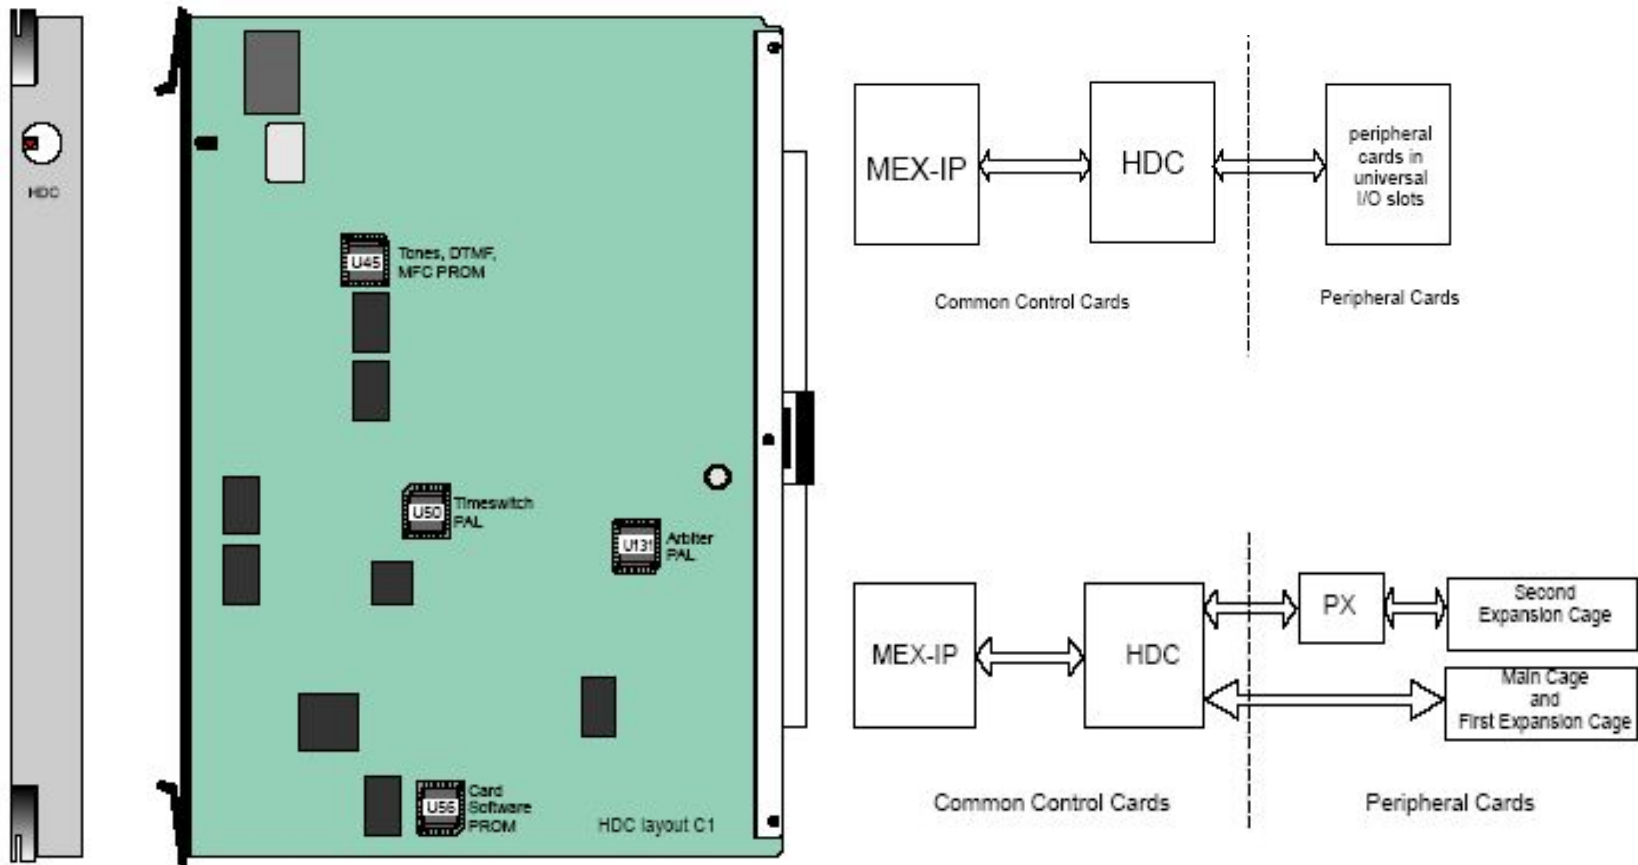 HDC
U45
Tones, DTMF,
MFC PROM
U50
Timeswitch
PAL
U131
Arbiter
PAL
U56
Card
Software
PROM
HDC layout C1
MEX-IP
HDC
peripheral
cards in
universal
I/O slots
Common Control Cards
Peripheral Cards
MEX-IP
HDC
PX
Second
Expansion Cage
Main Cage
and
First Expansion Cage
Common Control Cards
Peripheral Cards